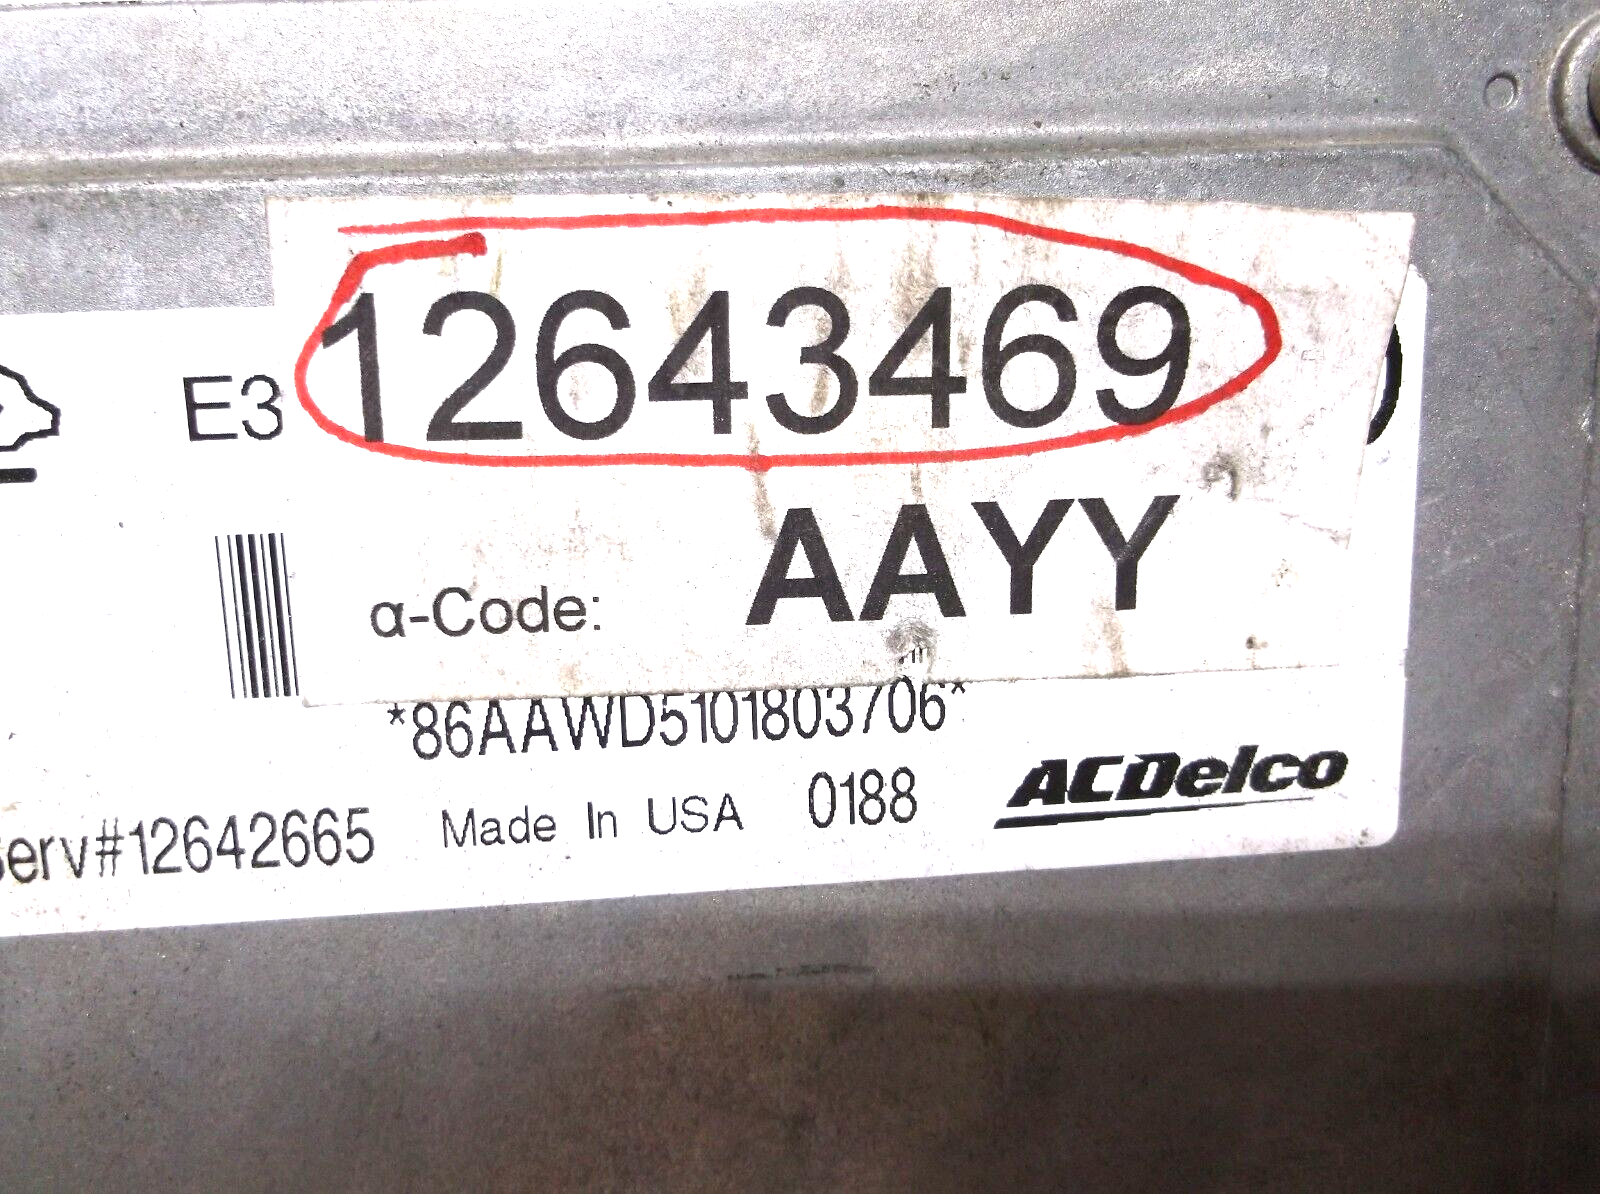 E3 12643469
α-Code: AAYY
*86AAWD5101803706*
Serv#12642665 Made In USA 0188 ACDelco